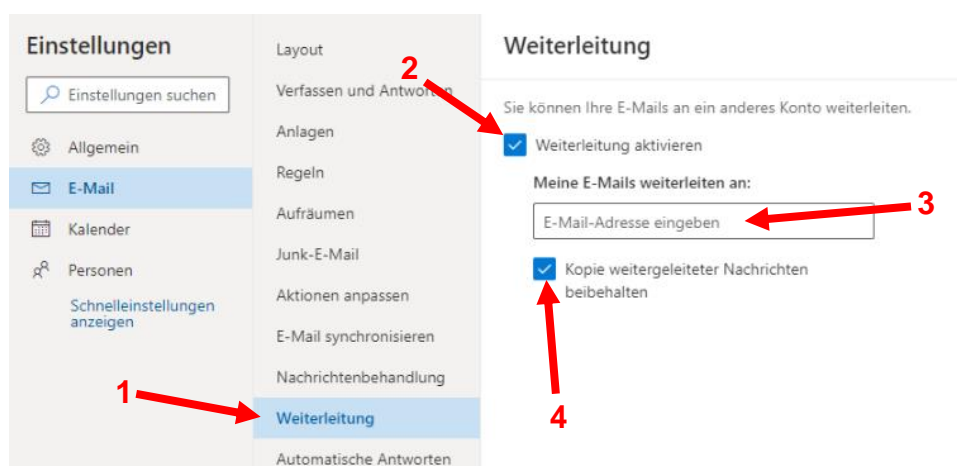 Einstellungen
Einstellungen suchen
Allgemein
E-Mail
Kalender
Personen
Schnelleinstellungen
anzeigen
Layout
Verfassen und Antworten
Anlagen
Regeln
Aufräumen
Junk-E-Mail
Aktionen anpassen
E-Mail synchronisieren
Nachrichtenbehandlung
1
Weiterleitung
Automatische Antworten
Weiterleitung
2
Sie können Ihre E-Mails an ein anderes Konto weiterleiten.
Weiterleitung aktivieren
Meine E-Mails weiterleiten an:
E-Mail-Adresse eingeben
3
Kopie weitergeleiteter Nachrichten
beibehalten
4